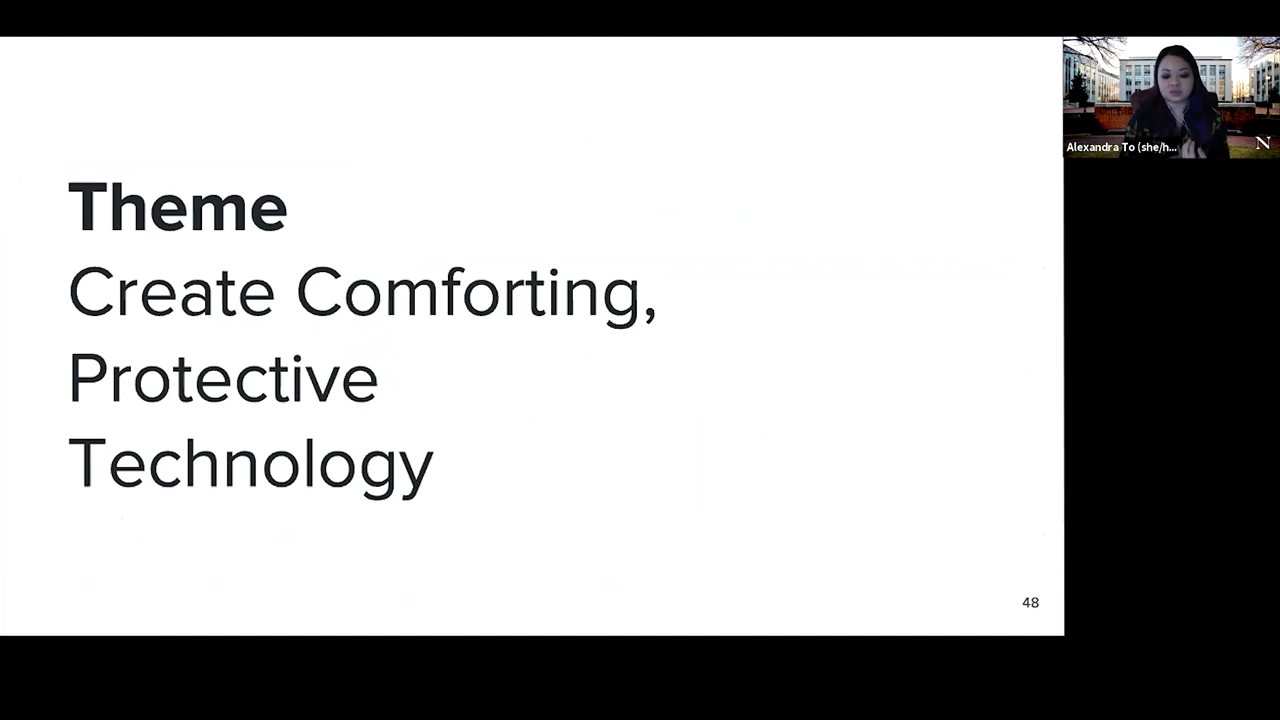 Theme
Create Comforting,
Protective
Technology
48
Alexandra To (she/h...
N